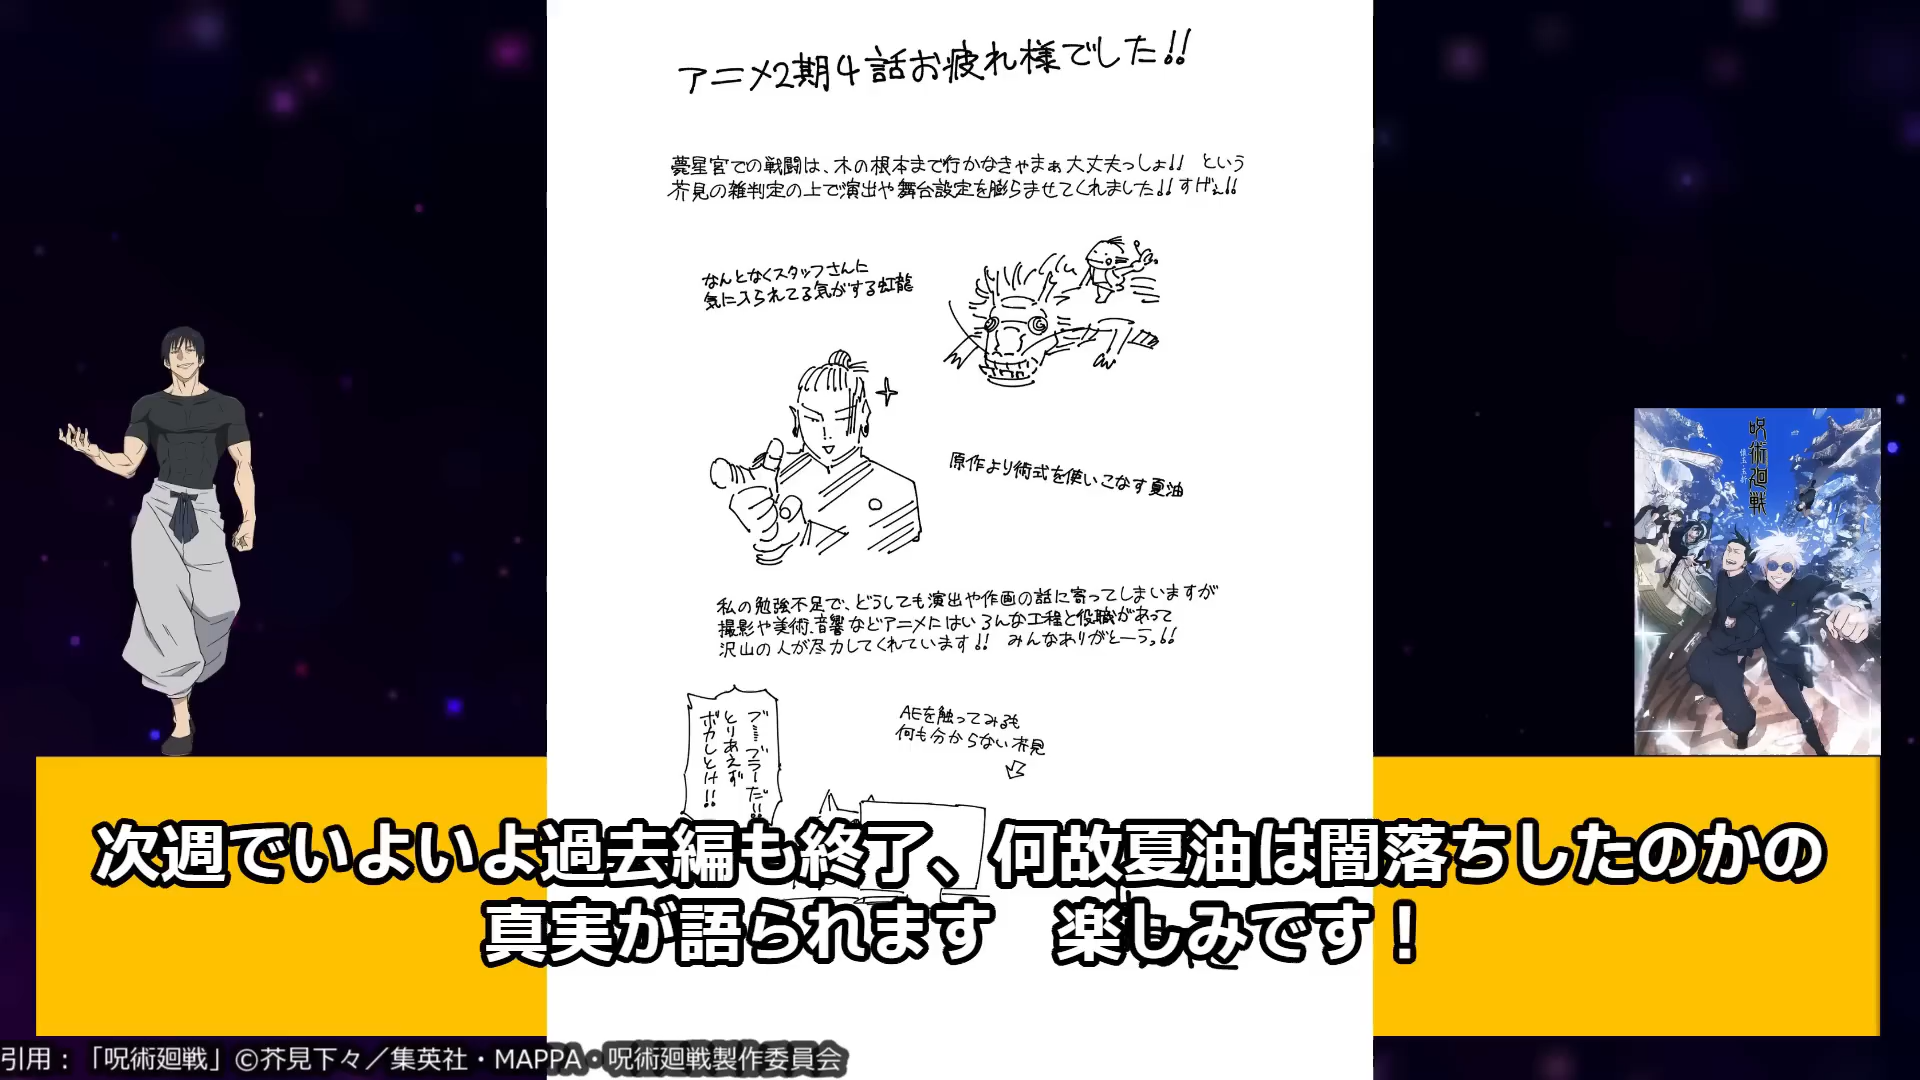 アニメ2期4話お疲れ様でした!!
薨星宮での戦闘は、木の根本まで行かなきゃまぁ大丈夫っしょ!! という
芥見の雑判定の上で演出や舞台設定を膨らませてくれました!! すげぇ!!
なんとなくスタッフさんに
気に入られてる気がする虹龍
原作より術式を使いこなす夏油
私の勉強不足で、どうしても演出や作画の話に寄ってしまいますが
撮影や美術、音響などアニメにはいろんな工程と役職があって
沢山の人が尽力してくれています!! みんなありがとーうっ!!
ブラーだ!!
とりあえず
ボカしとけ!!
AEを触ってみるも
何も分からない芥見
呪術廻戦
懐玉・玉折
次週でいよいよ過去編も終了、何故夏油は闇落ちしたのかの
真実が語られます 楽しみです！
引用：「呪術廻戦」©芥見下々／集英社・MAPPA・呪術廻戦製作委員会